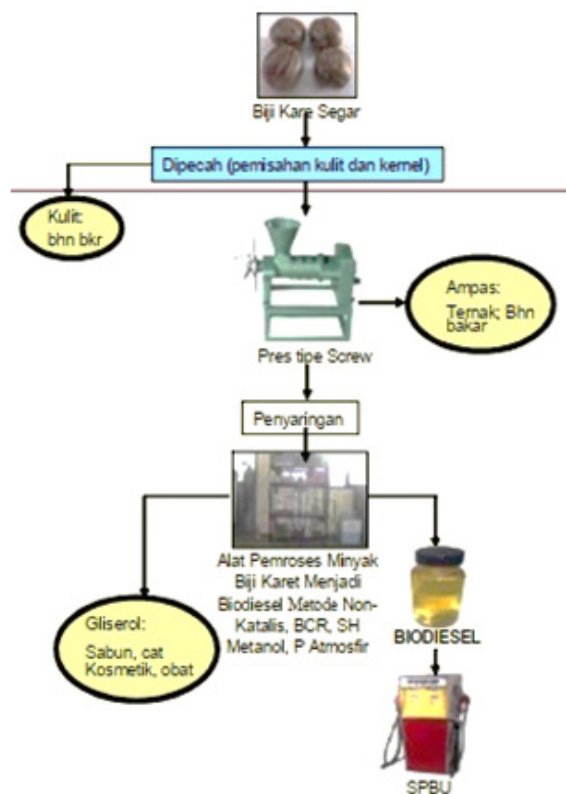 Biji Kare Segar
Dipecah (pemisahan kulit dan kernel)
Kulit:
bhn bkr
Ampas:
Ternak; Bhn
bakar
Pres tipe Screw
Penyaringan
Alat Pemroses Minyak
Biji Karet Menjadi
Biodiesel Metode Non-
Katalis, BCR, SH
Metanol, P Atmosfir
Gliserol:
Sabun, cat
Kosmetik, obat
BIODIESEL
SPBU